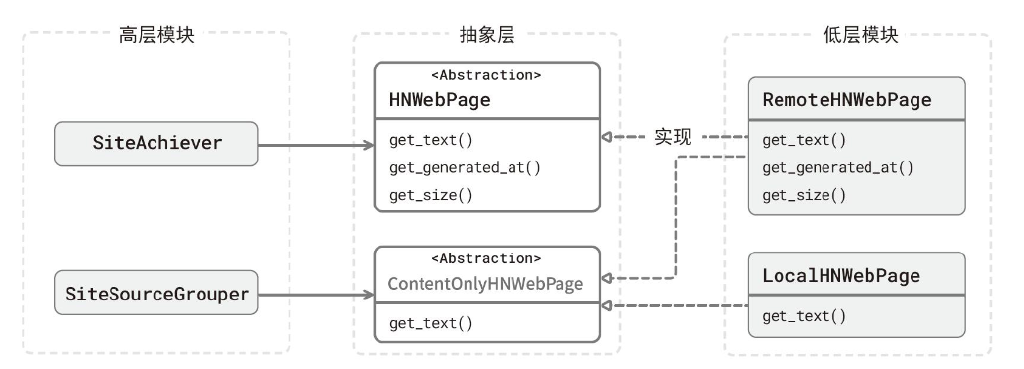 高层模块
抽象层
低层模块
<Abstraction>
HNWebPage
get_text()
get_generated_at()
get_size()
SiteAchiever
实现
RemoteHNWebPage
get_text()
get_generated_at()
get_size()
SiteSourceGrouper
<Abstraction>
ContentOnlyHNWebPage
get_text()
LocalHNWebPage
get_text()